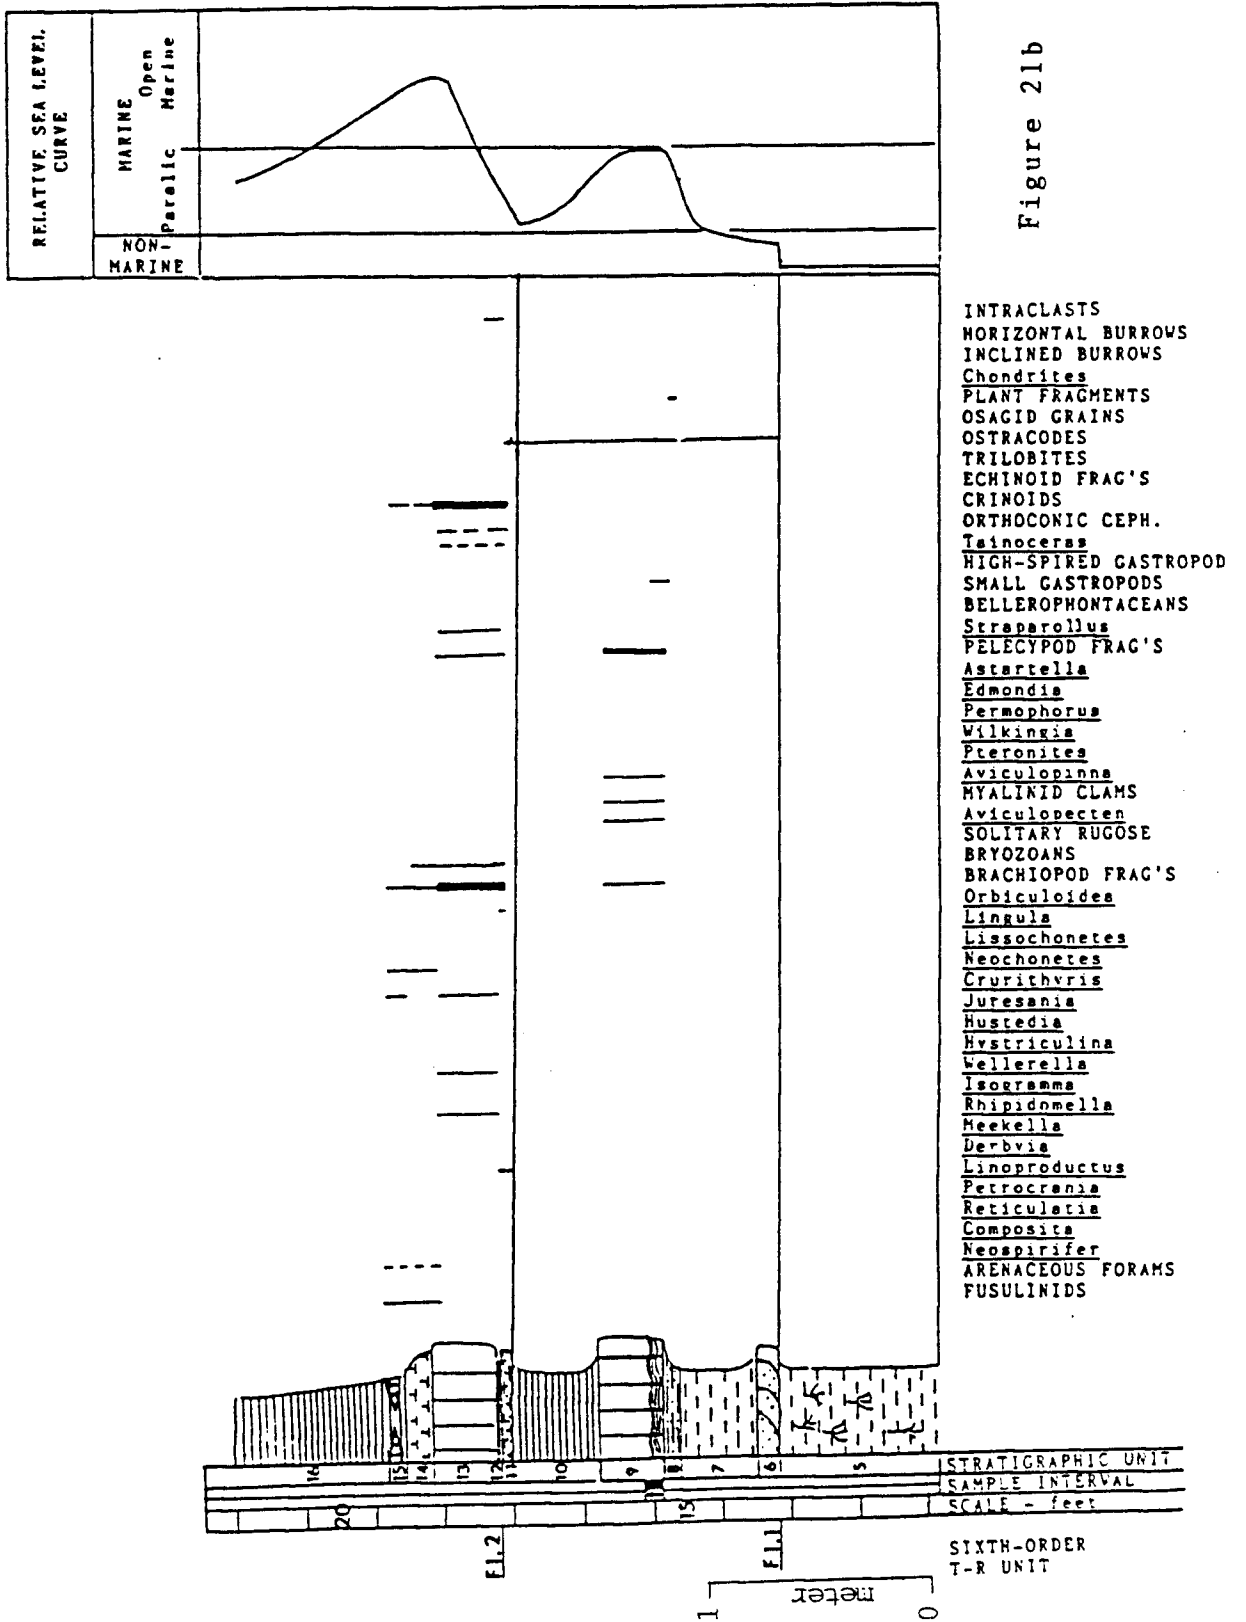 RELATIVE SEA LEVEL
CURVE
MARINE
Open
Marine
Paralic
NON-
MARINE
Figure 21b
INTRACLASTS
HORIZONTAL BURROWS
INCLINED BURROWS
Chondrites
PLANT FRAGMENTS
OSAGID GRAINS
OSTRACODES
TRILOBITES
ECHINOID FRAG'S
CRINOIDS
ORTHOCONIC CEPH.
Tainoceras
HIGH-SPIRED GASTROPOD
SMALL GASTROPODS
BELLEROPHONTACEANS
Straparollus
PELECYPOD FRAG'S
Astartella
Edmondia
Permophorus
Wilkingia
Pteronites
Aviculopinna
MYALINID CLAMS
Aviculopecten
SOLITARY RUGOSE
BRYOZOANS
BRACHIOPOD FRAG'S
Orbiculoidea
Lingula
Lissochonetes
Neochonetes
Crurithyris
Juresania
Hustedia
Hystriculina
Wellerella
Isogramma
Rhipidomella
Meekella
Derbyia
Linoproductus
Petrocrania
Reticulatia
Composita
Neospirifer
ARENACEOUS FORAMS
FUSULINIDS
16 15 14 13 12 11 10 9 8 7 6 5
STRATIGRAPHIC UNIT
SAMPLE INTERVAL
20 15
SCALE - feet
F1.2 F1.1
SIXTH-ORDER
T-R UNIT
1 meter 0